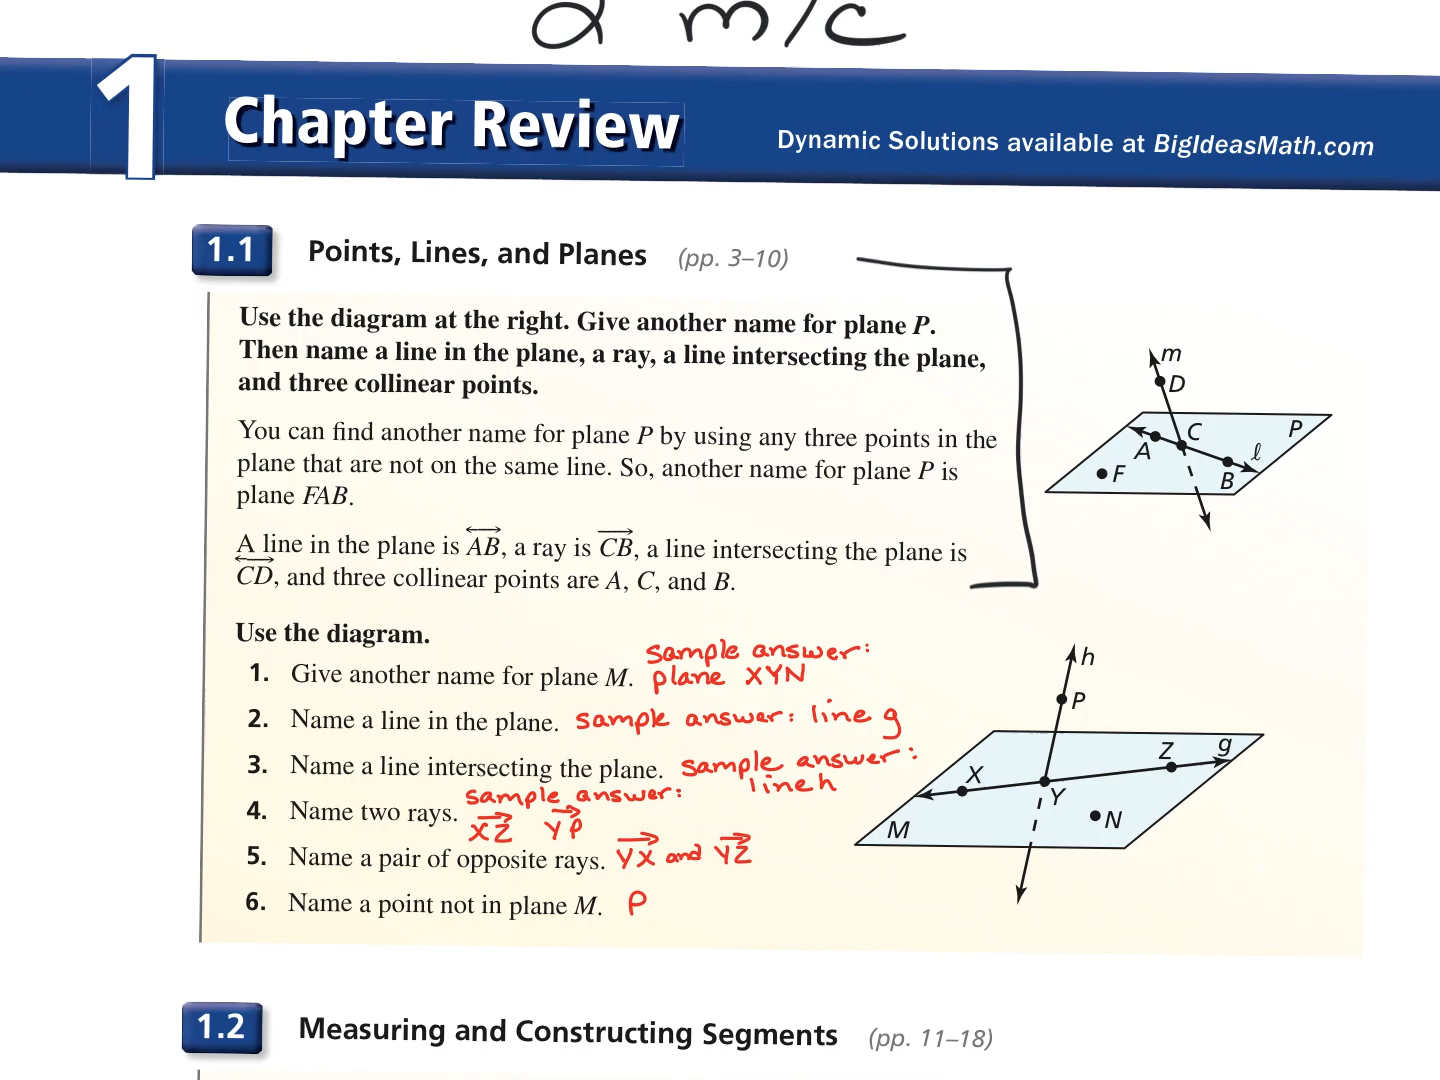 2 m/c
1 Chapter Review Dynamic Solutions available at BigIdeasMath.com
1.1 Points, Lines, and Planes (pp. 3–10)
Use the diagram at the right. Give another name for plane P.
Then name a line in the plane, a ray, a line intersecting the plane,
and three collinear points.
You can find another name for plane P by using any three points in the
plane that are not on the same line. So, another name for plane P is
plane FAB.
A line in the plane is AB, a ray is CB, a line intersecting the plane is
CD, and three collinear points are A, C, and B.
m
D
C
P
A
ℓ
F
B
Use the diagram.
sample answer:
1. Give another name for plane M. plane XYN
2. Name a line in the plane. sample answer: line g
3. Name a line intersecting the plane. sample answer:
line h
sample answer:
4. Name two rays. XZ YP
5. Name a pair of opposite rays. YX and YZ
6. Name a point not in plane M. P
h
P
Z
g
X
Y
N
M
1.2 Measuring and Constructing Segments (pp. 11–18)